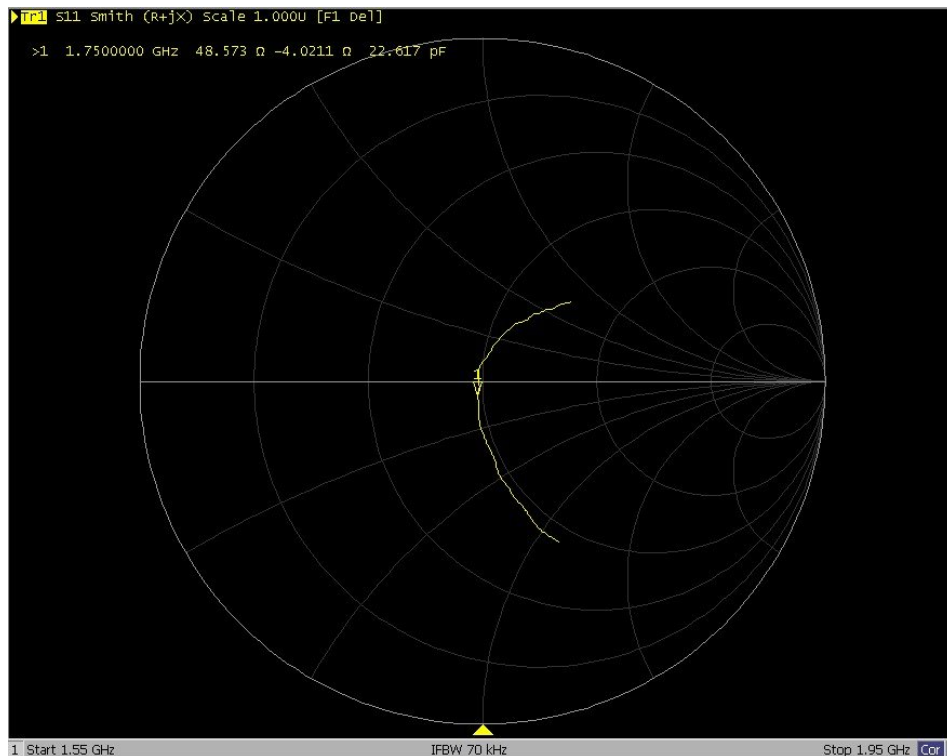 Tr1 S11 Smith (R+jX) Scale 1.000U [F1 Del]
>1 1.7500000 GHz 48.573 Ω -4.0211 Ω 22.617 pF
1
1 Start 1.55 GHz IFBW 70 kHz Stop 1.95 GHz Cor